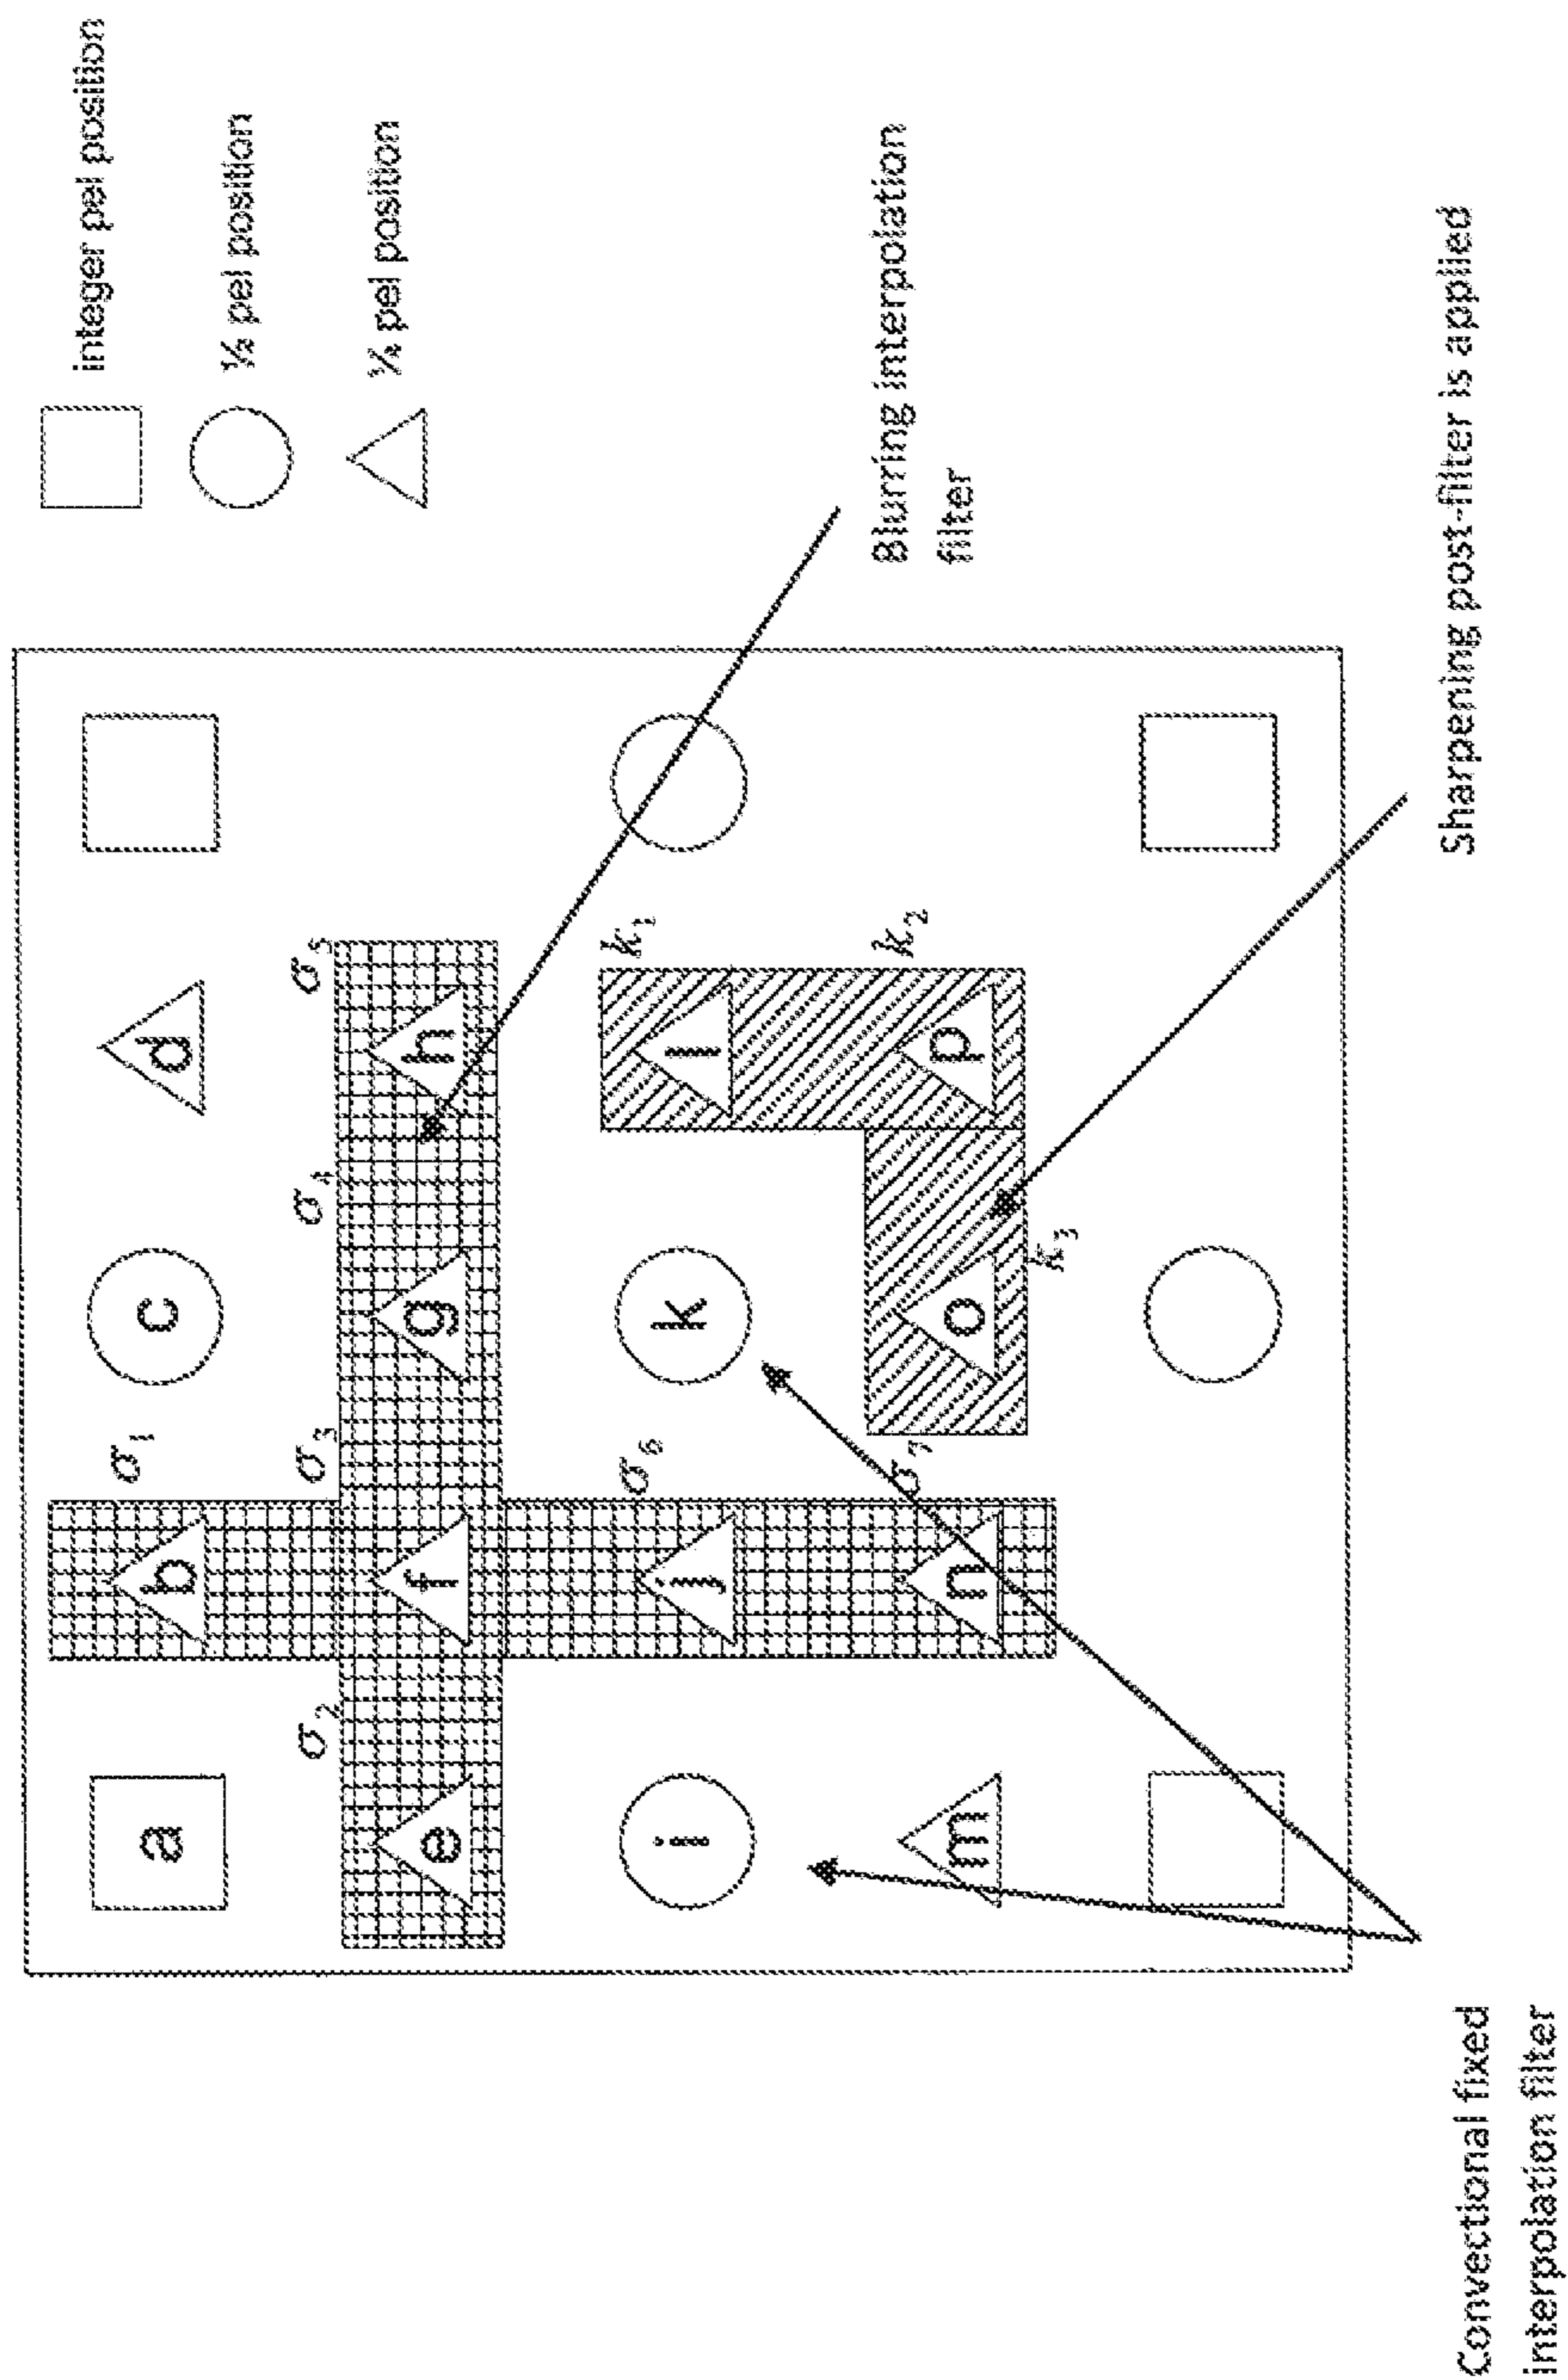 integer pel position
½ pel position
¼ pel position
a
b
c
d
σ1
σ2
σ3
σ4
σ5
e
f
g
h
Blurring interpolation
filter
i
j
k
l
σ6
k1
m
n
o
p
σ7
k2
k3
Convectional fixed
interpolation filter
Sharpening post-filter is applied